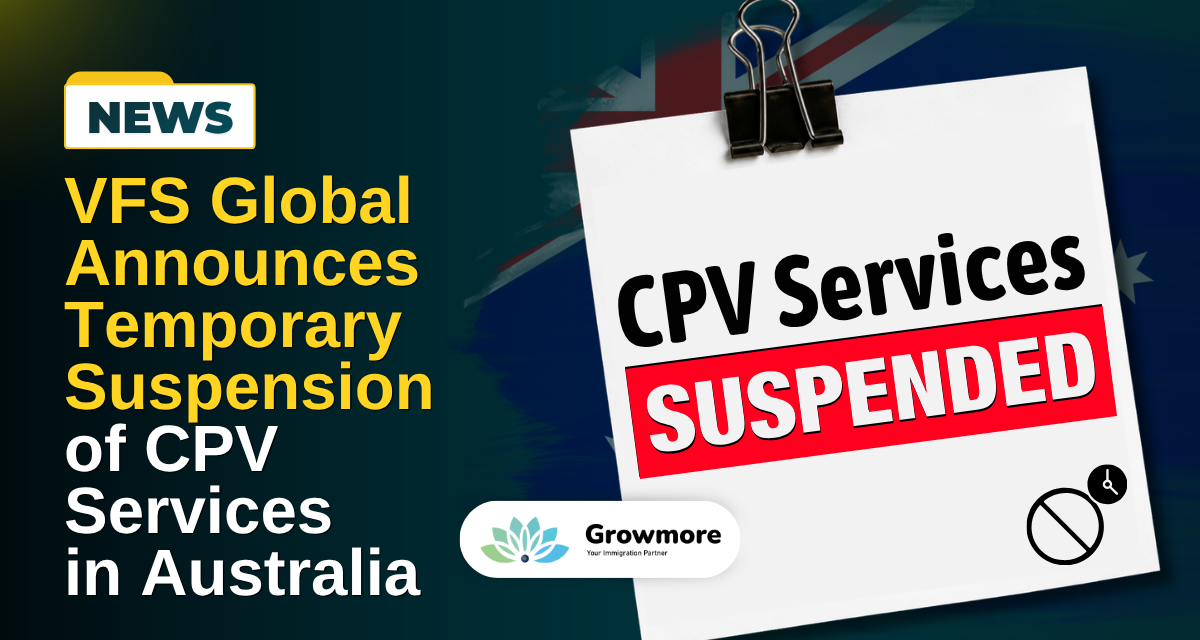 NEWS
VFS Global
Announces
Temporary
Suspension
of CPV
Services
in Australia
CPV Services
SUSPENDED
Growmore
Your Immigration Partner